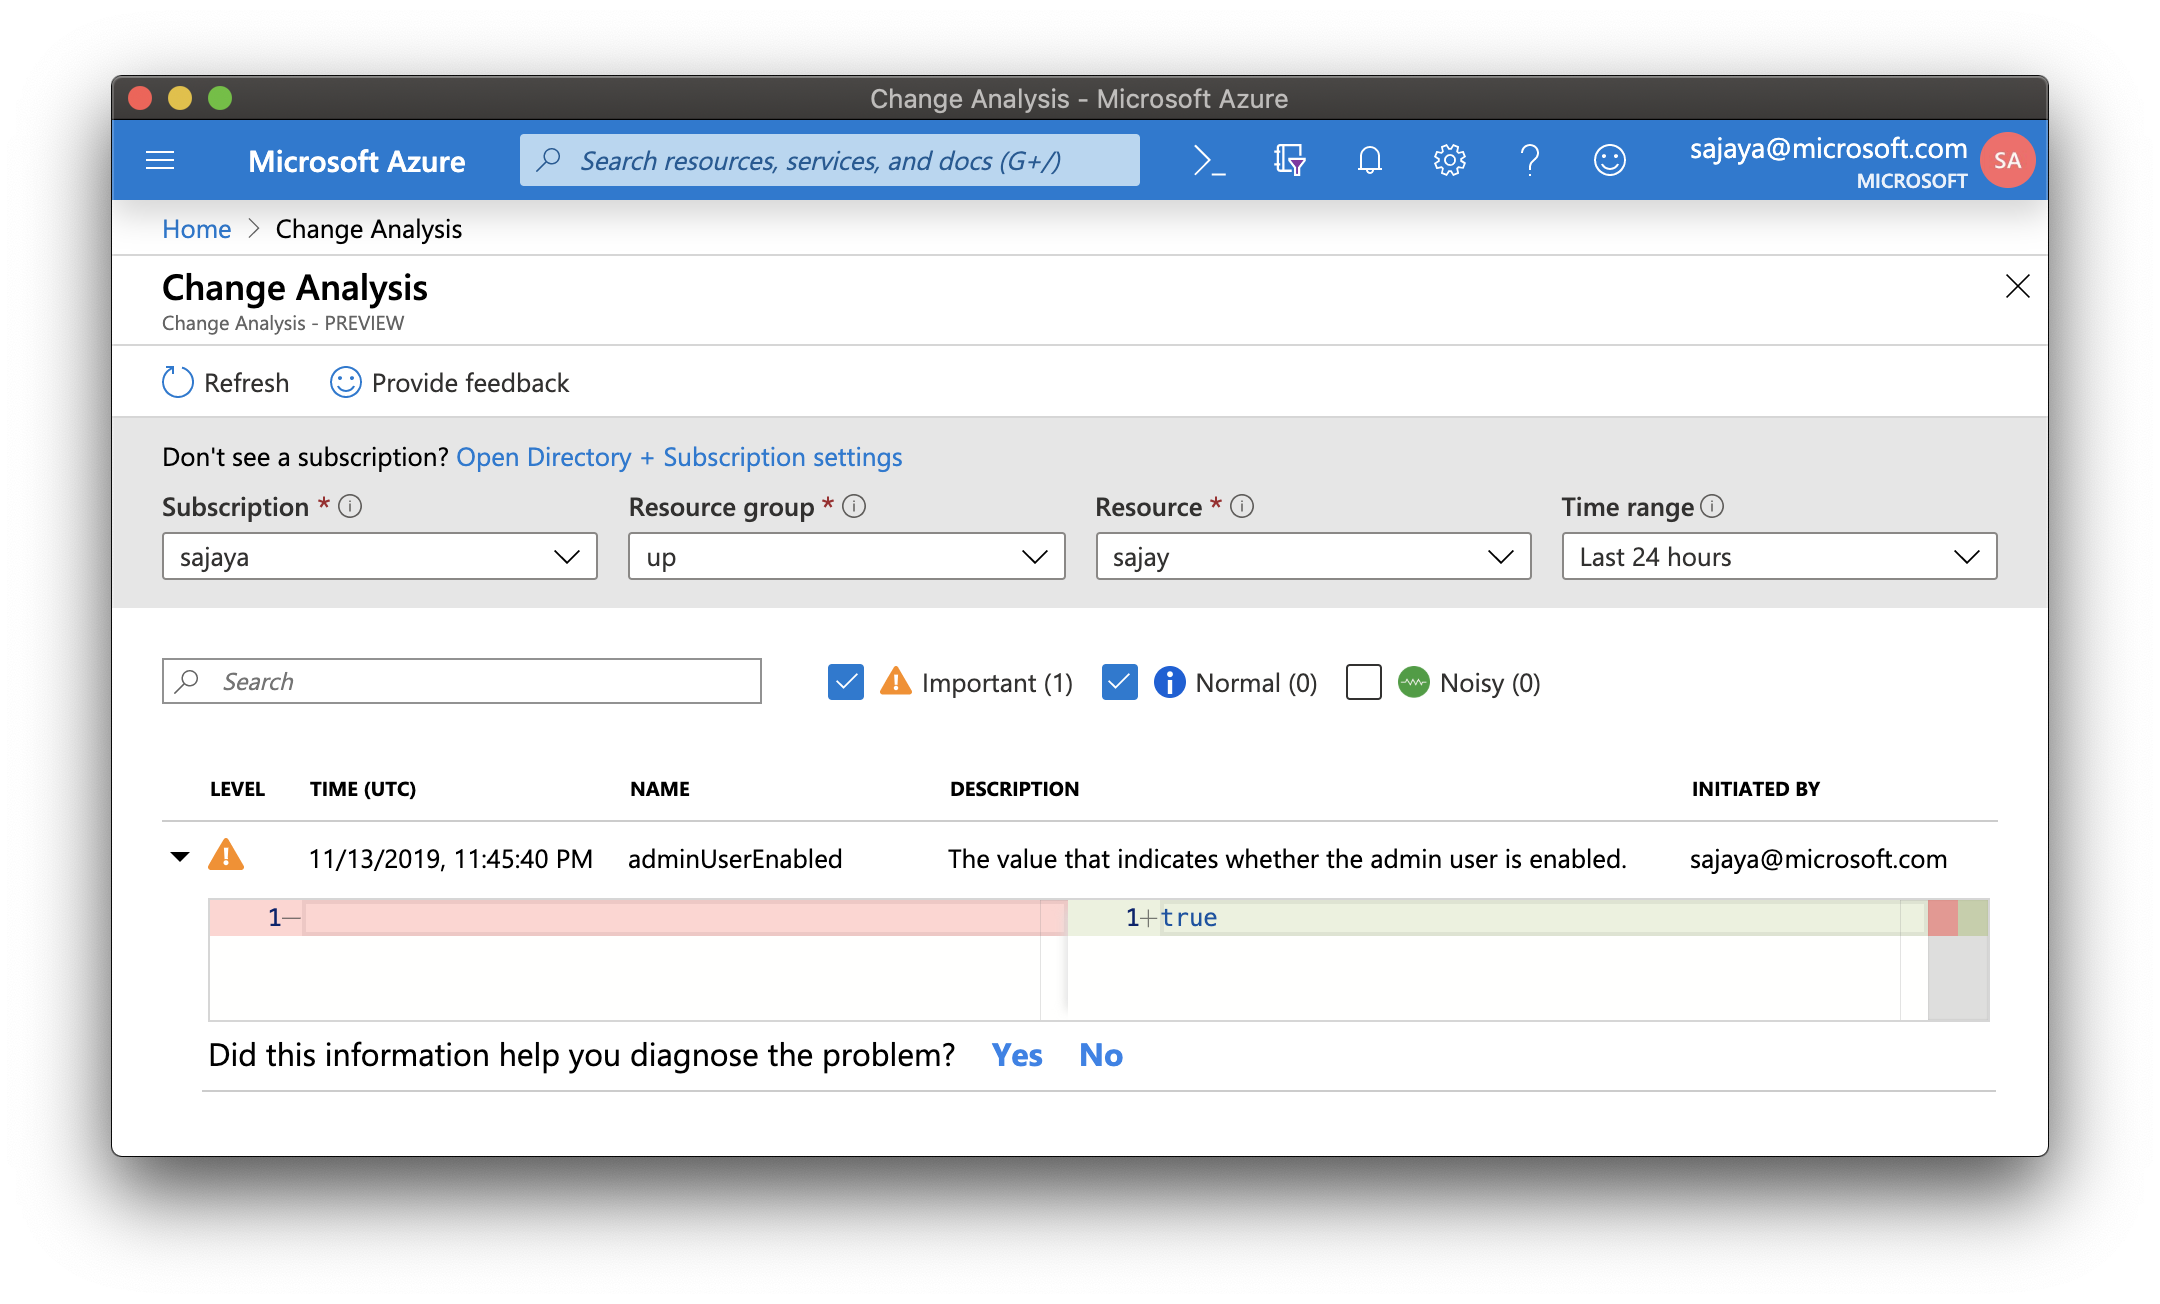 Change Analysis - Microsoft Azure
Microsoft Azure
Search resources, services, and docs (G+/)
sajaya@microsoft.com
MICROSOFT
SA
Home > Change Analysis
Change Analysis
Change Analysis - PREVIEW
Refresh
Provide feedback
Don't see a subscription? Open Directory + Subscription settings
Subscription * Resource group * Resource * Time range
sajaya up sajay Last 24 hours
Search Important (1) Normal (0) Noisy (0)
LEVEL TIME (UTC) NAME DESCRIPTION INITIATED BY
11/13/2019, 11:45:40 PM adminUserEnabled The value that indicates whether the admin user is enabled. sajaya@microsoft.com
1— 1+true
Did this information help you diagnose the problem? Yes No